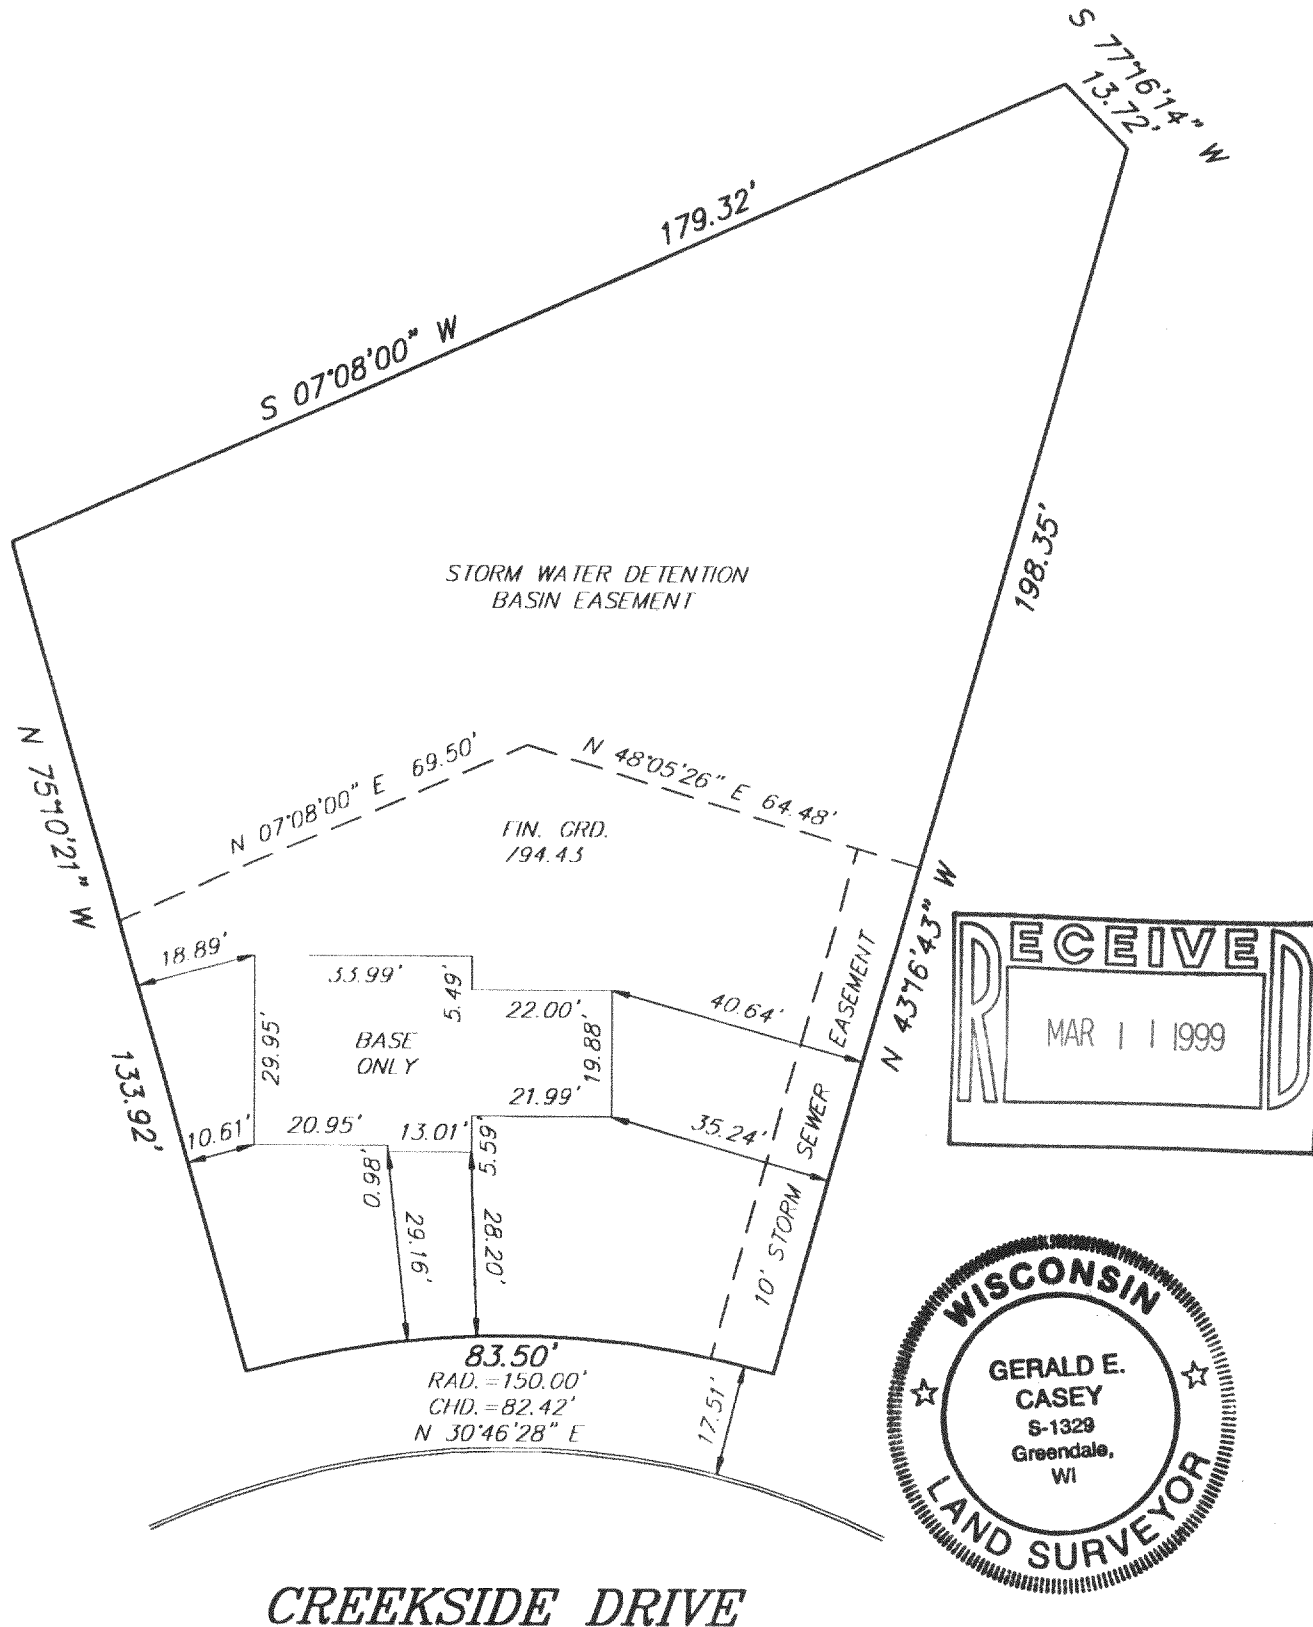 S 77°16'14" W
13.72'
179.32'
S 07°08'00" W
198.35'
STORM WATER DETENTION
BASIN EASEMENT
N 75°10'21" W
133.92'
N 07°08'00" E 69.50'
N 48°05'26" E 64.48'
FIN. GRD.
794.43
N 43°16'43" W
18.89'
33.99'
5.49'
22.00'
40.64'
29.95'
BASE
ONLY
19.88'
21.99'
10.61'
20.95'
13.01'
5.59'
35.24'
0.98'
29.16'
28.20'
10' STORM SEWER EASEMENT
83.50'
RAD.=150.00'
CHD.=82.42'
N 30°46'28" E
17.51'
CREEKSIDE DRIVE
RECEIVED
MAR 11 1999
WISCONSIN
GERALD E.
CASEY
S-1329
Greendale,
WI
LAND SURVEYOR